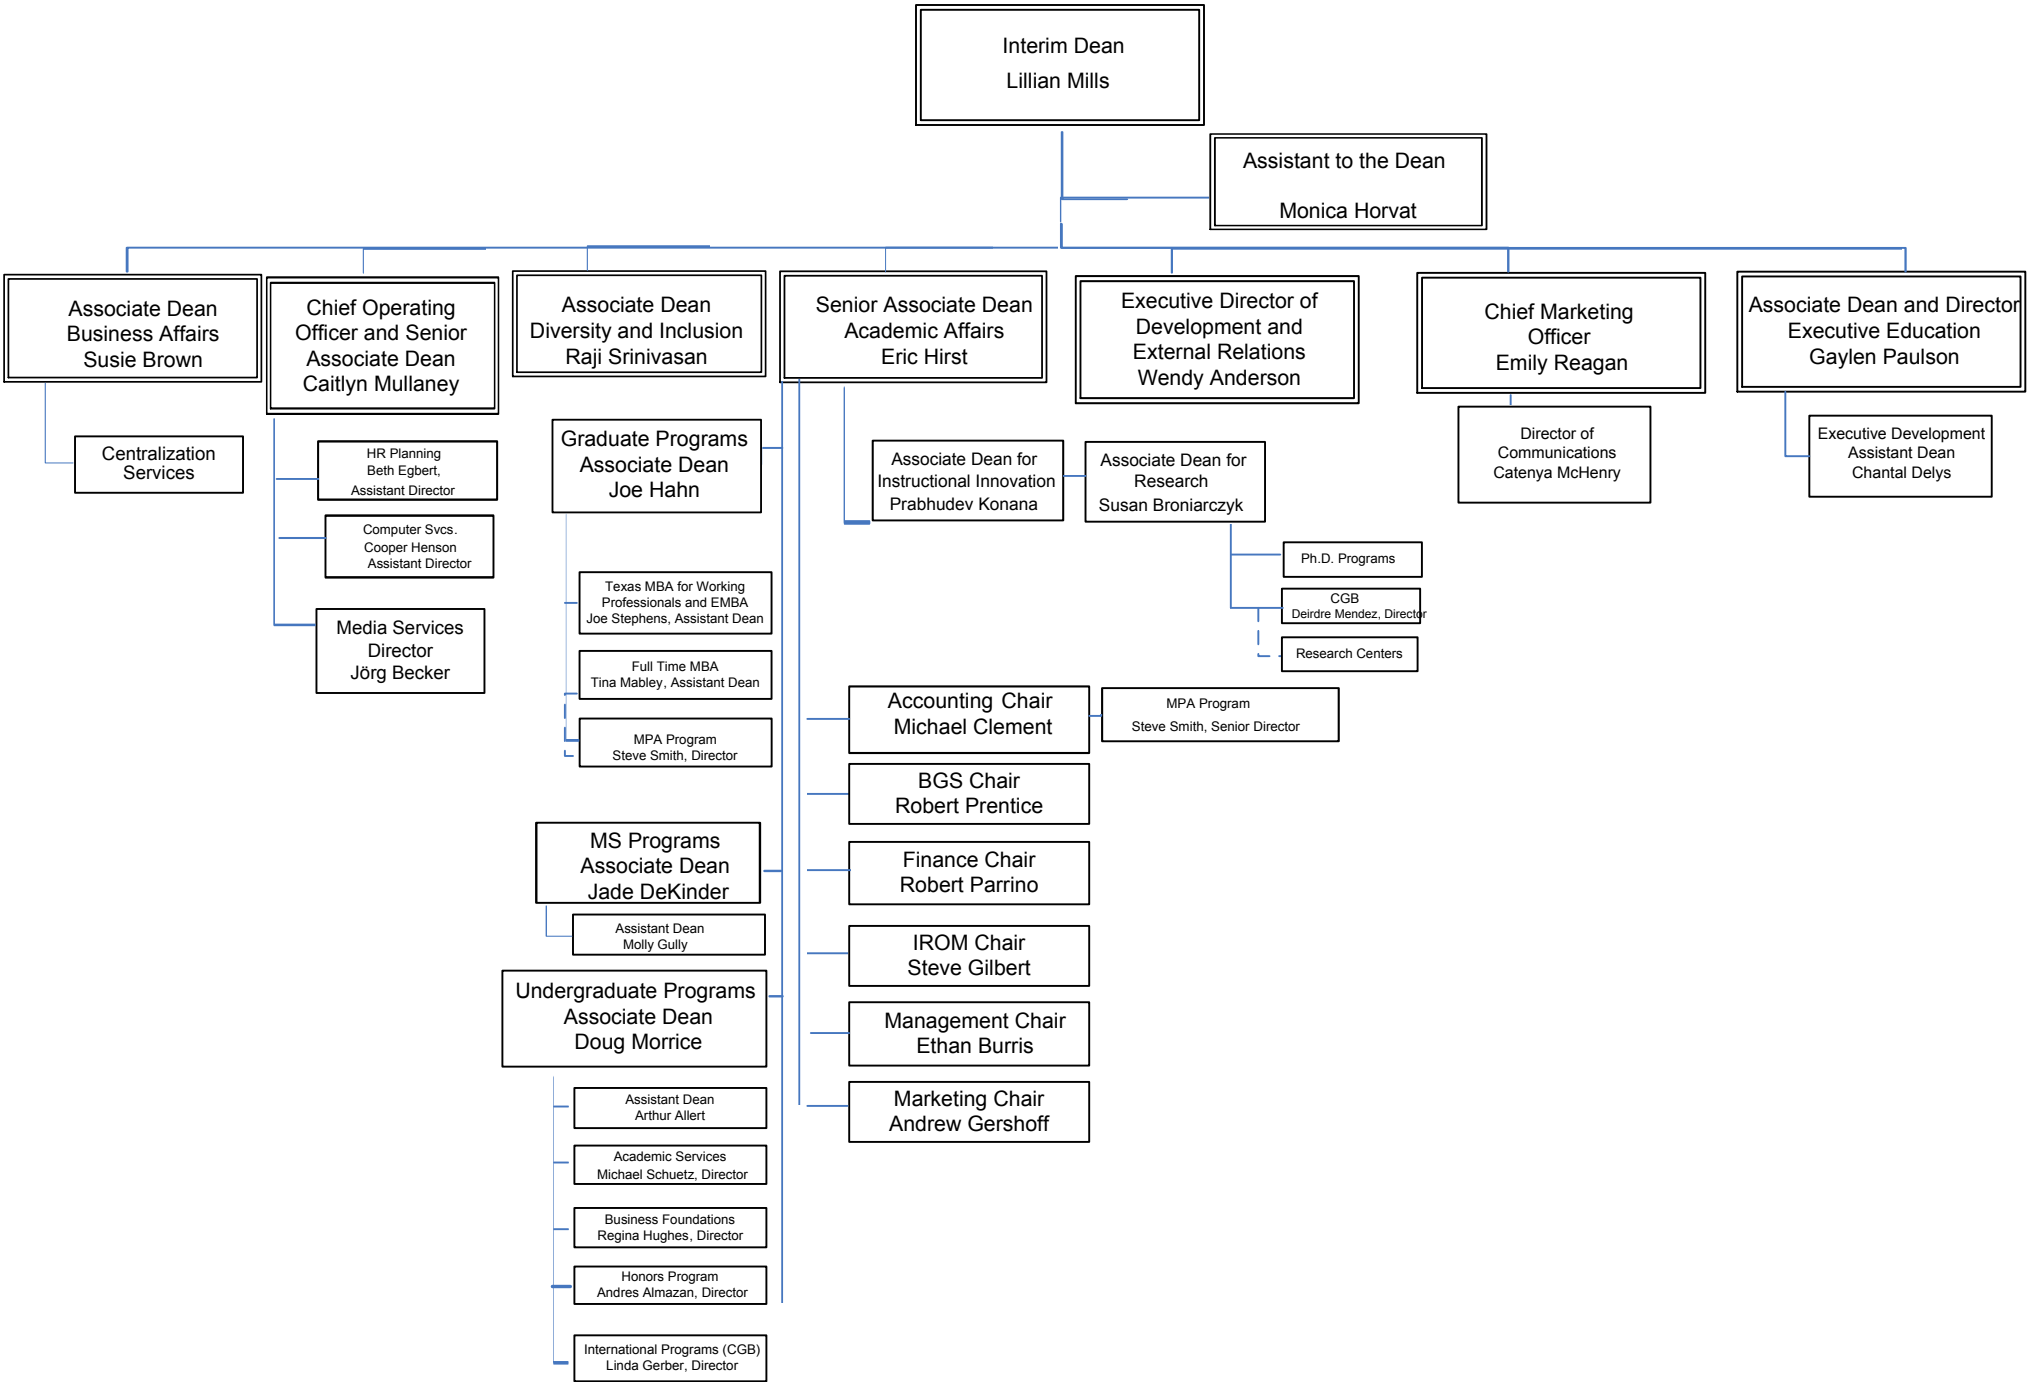 Interim Dean
Lillian Mills
Assistant to the Dean
Monica Horvat
Associate Dean
Business Affairs
Susie Brown
Chief Operating
Officer and Senior
Associate Dean
Caitlyn Mullaney
Associate Dean
Diversity and Inclusion
Raji Srinivasan
Senior Associate Dean
Academic Affairs
Eric Hirst
Executive Director of
Development and
External Relations
Wendy Anderson
Chief Marketing
Officer
Emily Reagan
Associate Dean and Director
Executive Education
Gaylen Paulson
Centralization
Services
HR Planning
Beth Egbert,
Assistant Director
Computer Svcs.
Cooper Henson
Assistant Director
Media Services
Director
Jörg Becker
Graduate Programs
Associate Dean
Joe Hahn
Texas MBA for Working
Professionals and EMBA
Joe Stephens, Assistant Dean
Full Time MBA
Tina Mabley, Assistant Dean
MPA Program
Steve Smith, Director
MS Programs
Associate Dean
Jade DeKinder
Assistant Dean
Molly Gully
Undergraduate Programs
Associate Dean
Doug Morrice
Assistant Dean
Arthur Allert
Academic Services
Michael Schuetz, Director
Business Foundations
Regina Hughes, Director
Honors Program
Andres Almazan, Director
International Programs (CGB)
Linda Gerber, Director
Associate Dean for
Instructional Innovation
Prabhudev Konana
Associate Dean for
Research
Susan Broniarczyk
Ph.D. Programs
CGB
Deirdre Mendez, Director
Research Centers
Accounting Chair
Michael Clement
MPA Program
Steve Smith, Senior Director
BGS Chair
Robert Prentice
Finance Chair
Robert Parrino
IROM Chair
Steve Gilbert
Management Chair
Ethan Burris
Marketing Chair
Andrew Gershoff
Director of
Communications
Catenya McHenry
Executive Development
Assistant Dean
Chantal Delys